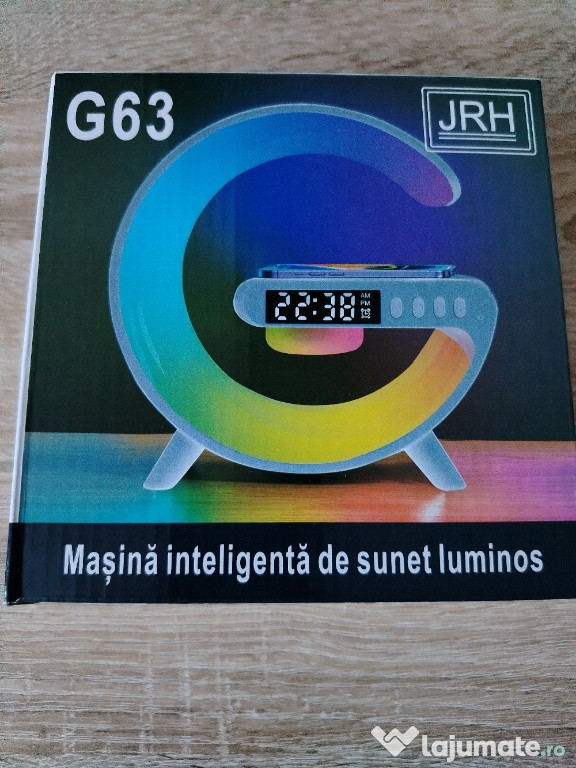 G63
JRH
22:38
AM
PM
Mașină inteligentă de sunet luminos
lajumate.ro